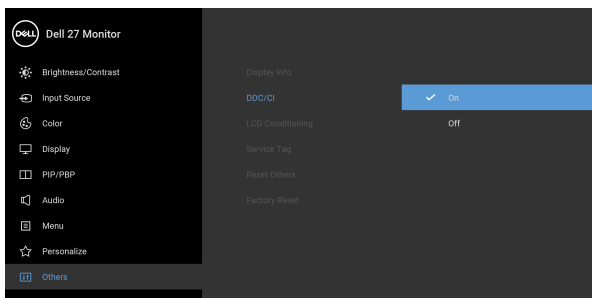 DELL Dell 27 Monitor
Brightness/Contrast
Input Source
Color
Display
PIP/PBP
Audio
Menu
Personalize
Others
Display Info
DDC/CI
LCD Conditioning
Service Tag
Reset Others
Factory Reset
On
Off